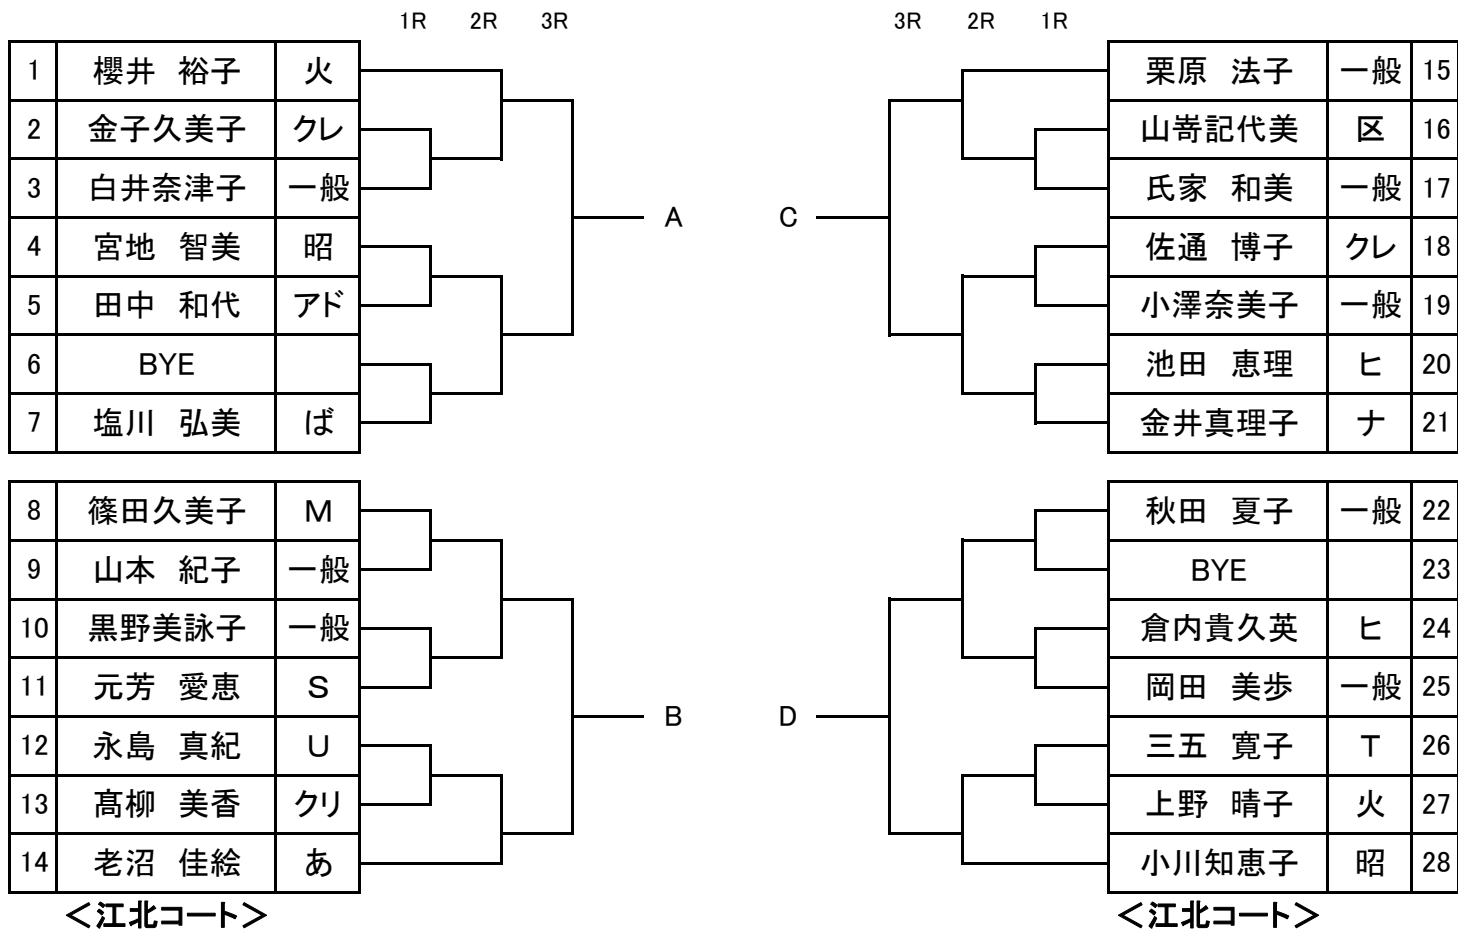 1R 2R 3R
3R 2R 1R
1 櫻井 裕子 火
2 金子久美子 クレ
3 白井奈津子 一般
4 宮地 智美 昭
5 田中 和代 アド
6 BYE
7 塩川 弘美 ば
A
8 篠田久美子 M
9 山本 紀子 一般
10 黒野美詠子 一般
11 元芳 愛恵 S
12 永島 真紀 U
13 髙柳 美香 クリ
14 老沼 佳絵 あ
B
<江北コート>
栗原 法子 一般 15
山嵜記代美 区 16
氏家 和美 一般 17
佐通 博子 クレ 18
小澤奈美子 一般 19
池田 恵理 ヒ 20
金井真理子 ナ 21
C
秋田 夏子 一般 22
BYE 23
倉内貴久英 ヒ 24
岡田 美歩 一般 25
三五 寛子 T 26
上野 晴子 火 27
小川知恵子 昭 28
D
<江北コート>